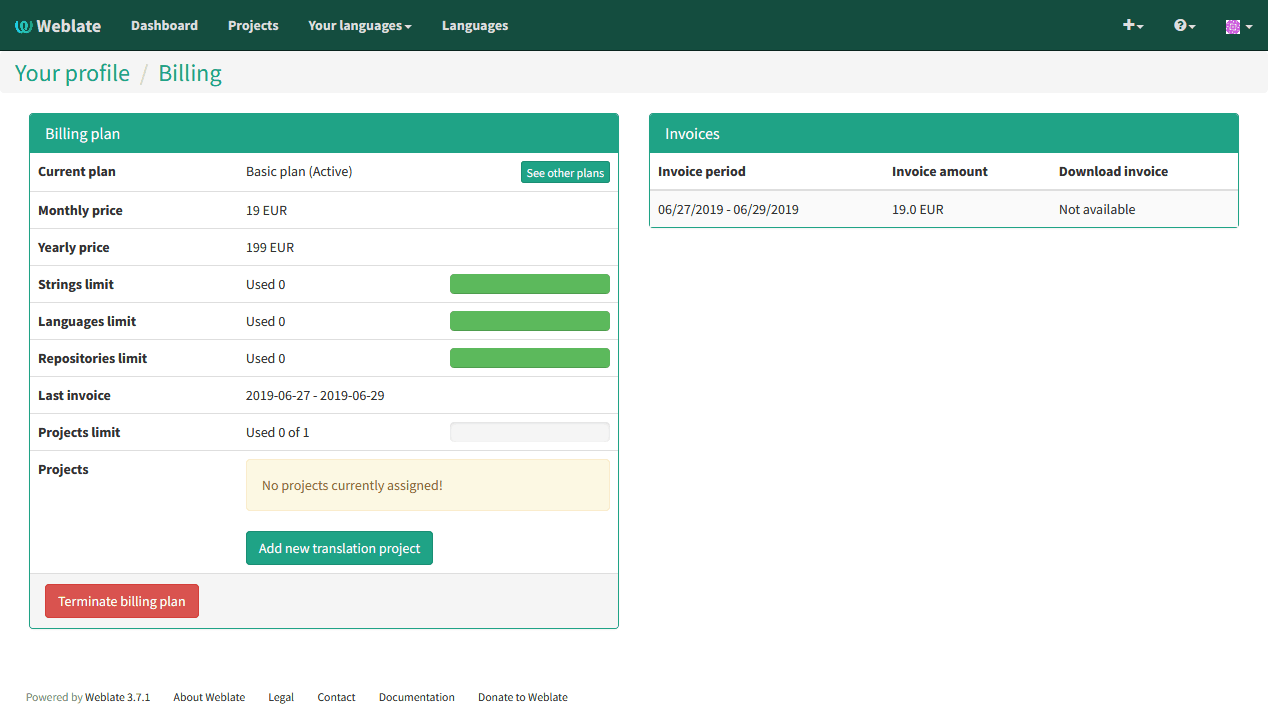 Weblate Dashboard Projects Your languages Languages
Your profile / Billing
Billing plan
Current plan Basic plan (Active) See other plans
Monthly price 19 EUR
Yearly price 199 EUR
Strings limit Used 0
Languages limit Used 0
Repositories limit Used 0
Last invoice 2019-06-27 - 2019-06-29
Projects limit Used 0 of 1
Projects No projects currently assigned!
Add new translation project
Terminate billing plan
Invoices
Invoice period Invoice amount Download invoice
06/27/2019 - 06/29/2019 19.0 EUR Not available
Powered by Weblate 3.7.1 About Weblate Legal Contact Documentation Donate to Weblate